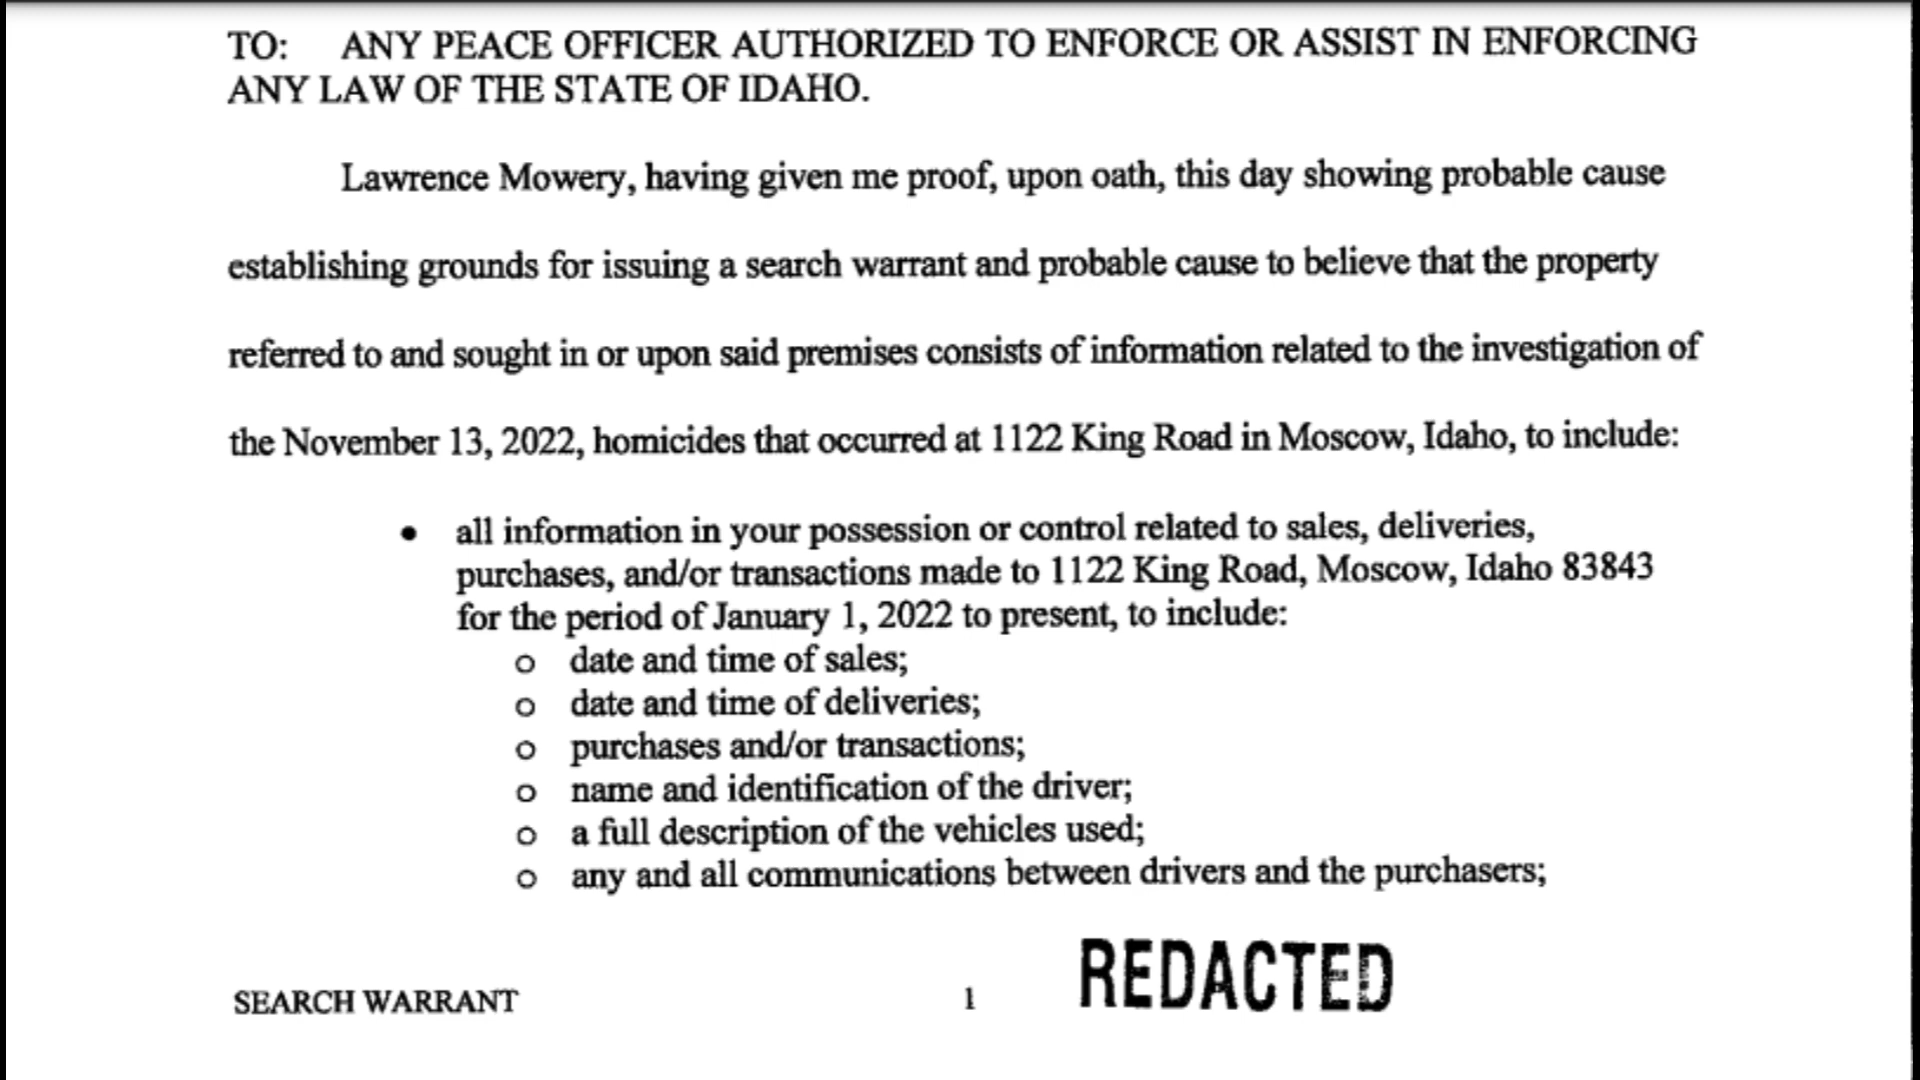 TO: ANY PEACE OFFICER AUTHORIZED TO ENFORCE OR ASSIST IN ENFORCING
ANY LAW OF THE STATE OF IDAHO.
Lawrence Mowery, having given me proof, upon oath, this day showing probable cause
establishing grounds for issuing a search warrant and probable cause to believe that the property
referred to and sought in or upon said premises consists of information related to the investigation of
the November 13, 2022, homicides that occurred at 1122 King Road in Moscow, Idaho, to include:
• all information in your possession or control related to sales, deliveries,
purchases, and/or transactions made to 1122 King Road, Moscow, Idaho 83843
for the period of January 1, 2022 to present, to include:
o date and time of sales;
o date and time of deliveries;
o purchases and/or transactions;
o name and identification of the driver;
o a full description of the vehicles used;
o any and all communications between drivers and the purchasers;
SEARCH WARRANT 1 REDACTED